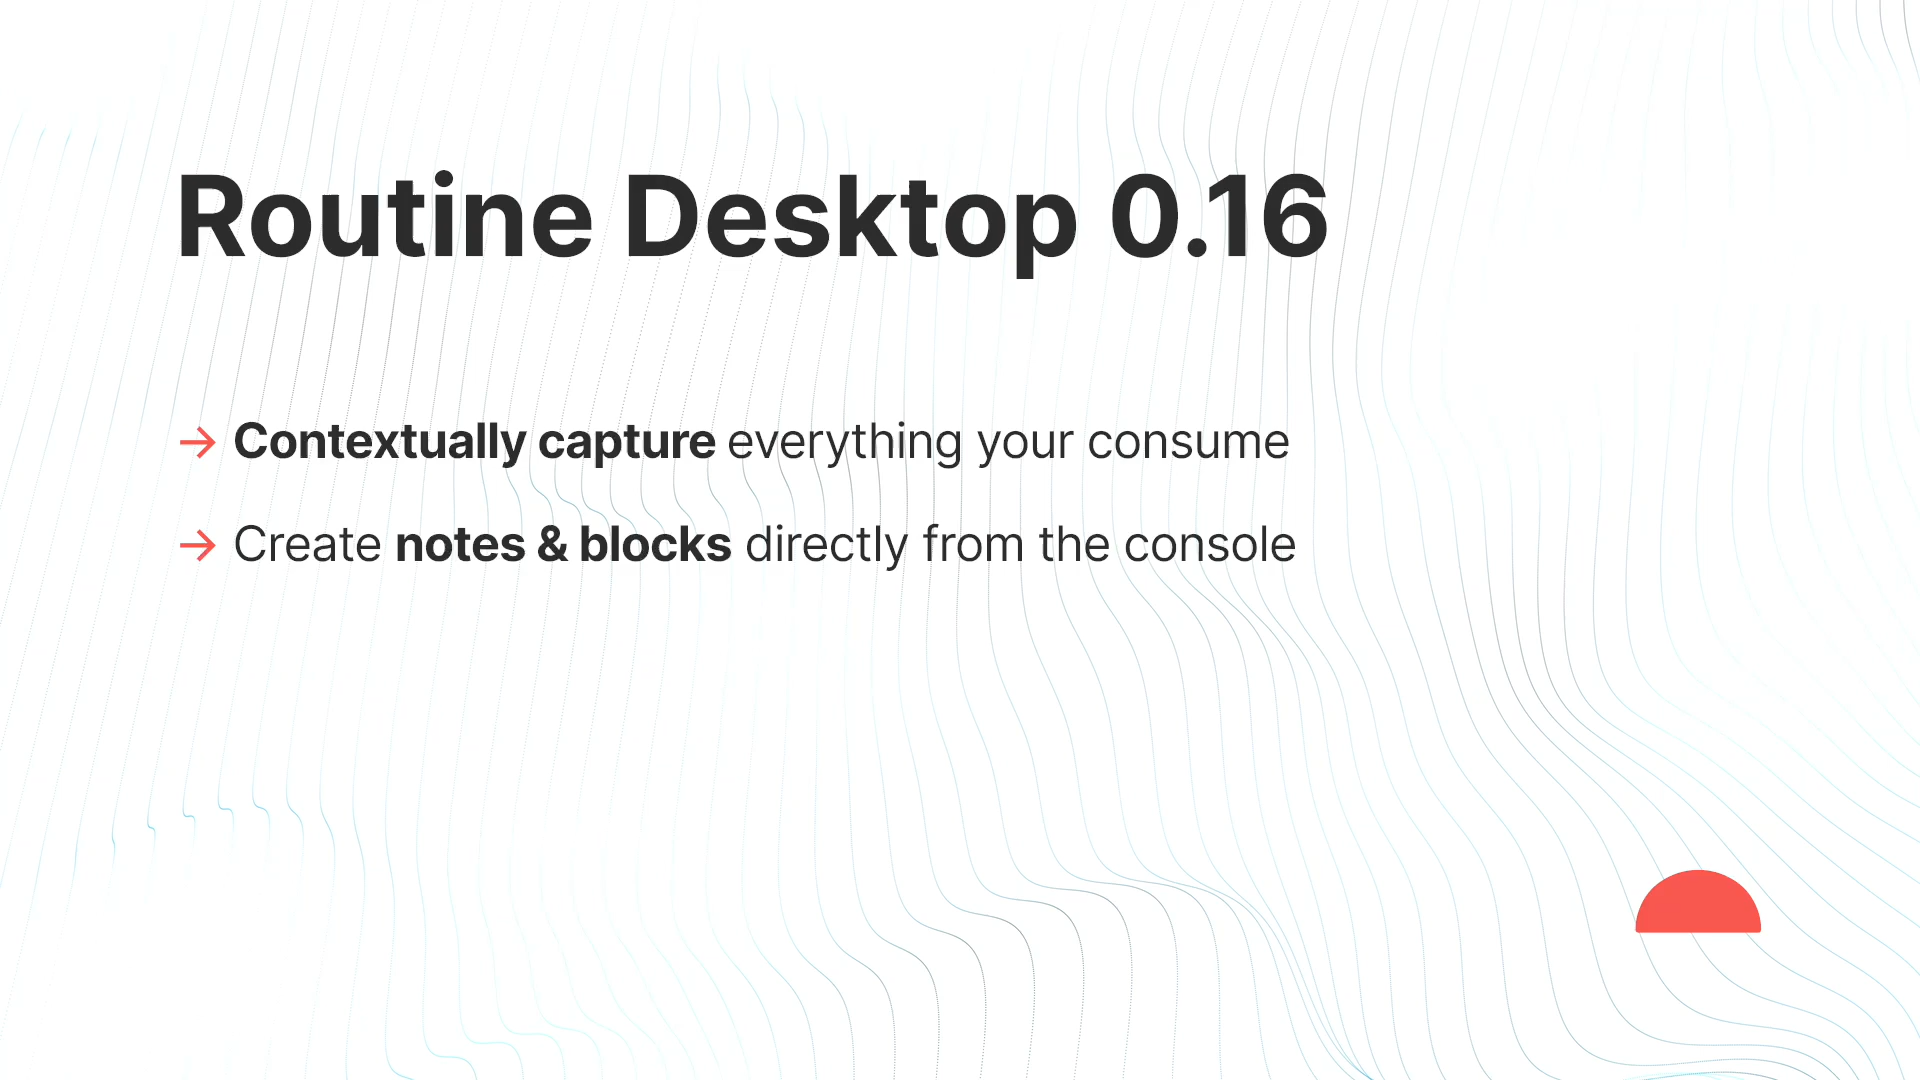 Routine Desktop 0.16
→ Contextually capture everything your consume
→ Create notes & blocks directly from the console